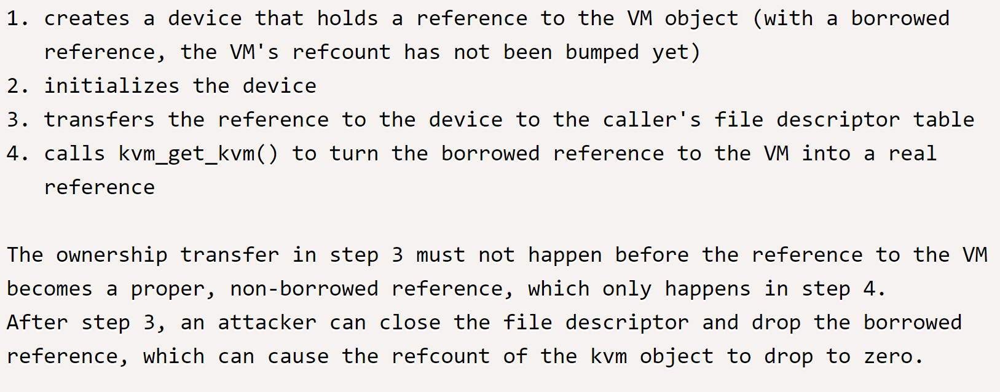 1. creates a device that holds a reference to the VM object (with a borrowed
reference, the VM's refcount has not been bumped yet)
2. initializes the device
3. transfers the reference to the device to the caller's file descriptor table
4. calls kvm_get_kvm() to turn the borrowed reference to the VM into a real
reference
The ownership transfer in step 3 must not happen before the reference to the VM
becomes a proper, non-borrowed reference, which only happens in step 4.
After step 3, an attacker can close the file descriptor and drop the borrowed
reference, which can cause the refcount of the kvm object to drop to zero.